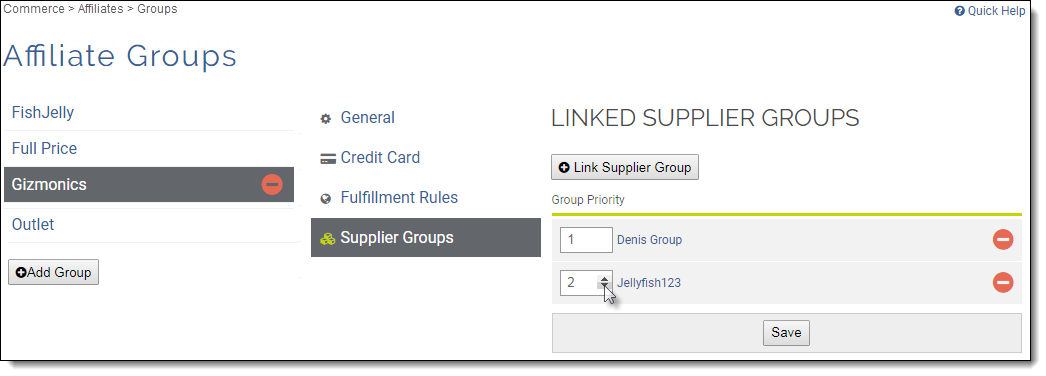 Commerce > Affiliates > Groups
Quick Help
Affiliate Groups
FishJelly
Full Price
Gizmonics
Outlet
Add Group
General
Credit Card
Fulfillment Rules
Supplier Groups
LINKED SUPPLIER GROUPS
Link Supplier Group
Group Priority
1 Denis Group
2 Jellyfish123
Save